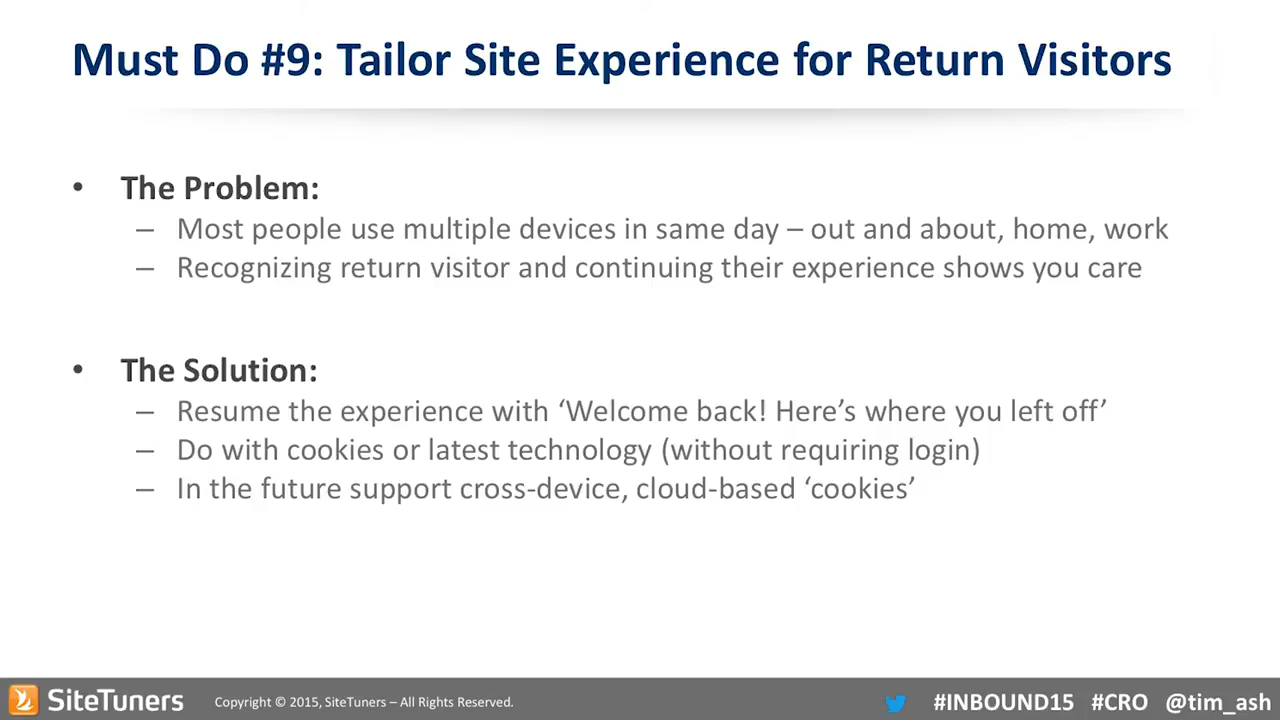 Must Do #9: Tailor Site Experience for Return Visitors
• The Problem:
– Most people use multiple devices in same day – out and about, home, work
– Recognizing return visitor and continuing their experience shows you care
• The Solution:
– Resume the experience with ‘Welcome back! Here’s where you left off’
– Do with cookies or latest technology (without requiring login)
– In the future support cross-device, cloud-based ‘cookies’
SiteTuners Copyright © 2015, SiteTuners – All Rights Reserved. #INBOUND15 #CRO @tim_ash